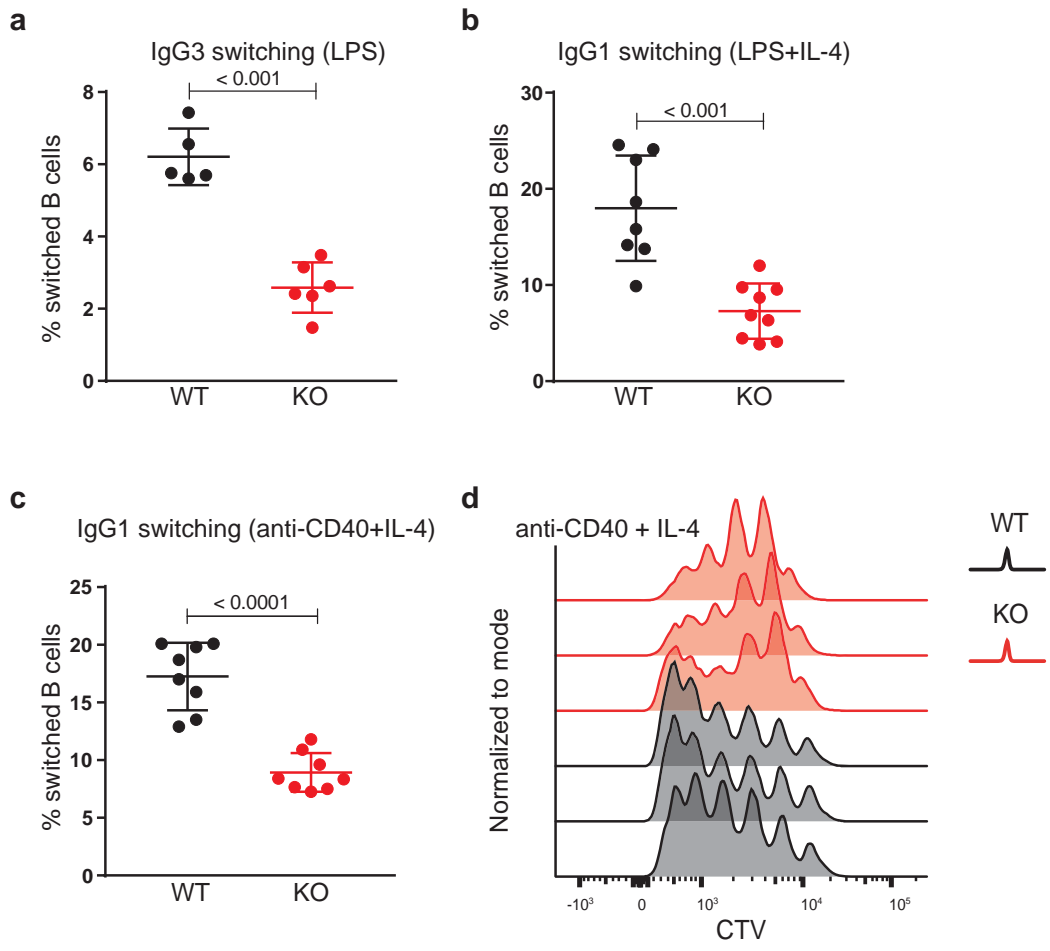 a
IgG3 switching (LPS)
< 0.001
% switched B cells
8
6
4
2
0
WT
KO
b
IgG1 switching (LPS+IL-4)
< 0.001
% switched B cells
30
20
10
0
WT
KO
c
IgG1 switching (anti-CD40+IL-4)
< 0.0001
% switched B cells
25
20
15
10
5
0
WT
KO
d
anti-CD40 + IL-4
Normalized to mode
-10³ 0 10³ 10⁴ 10⁵
CTV
WT
KO